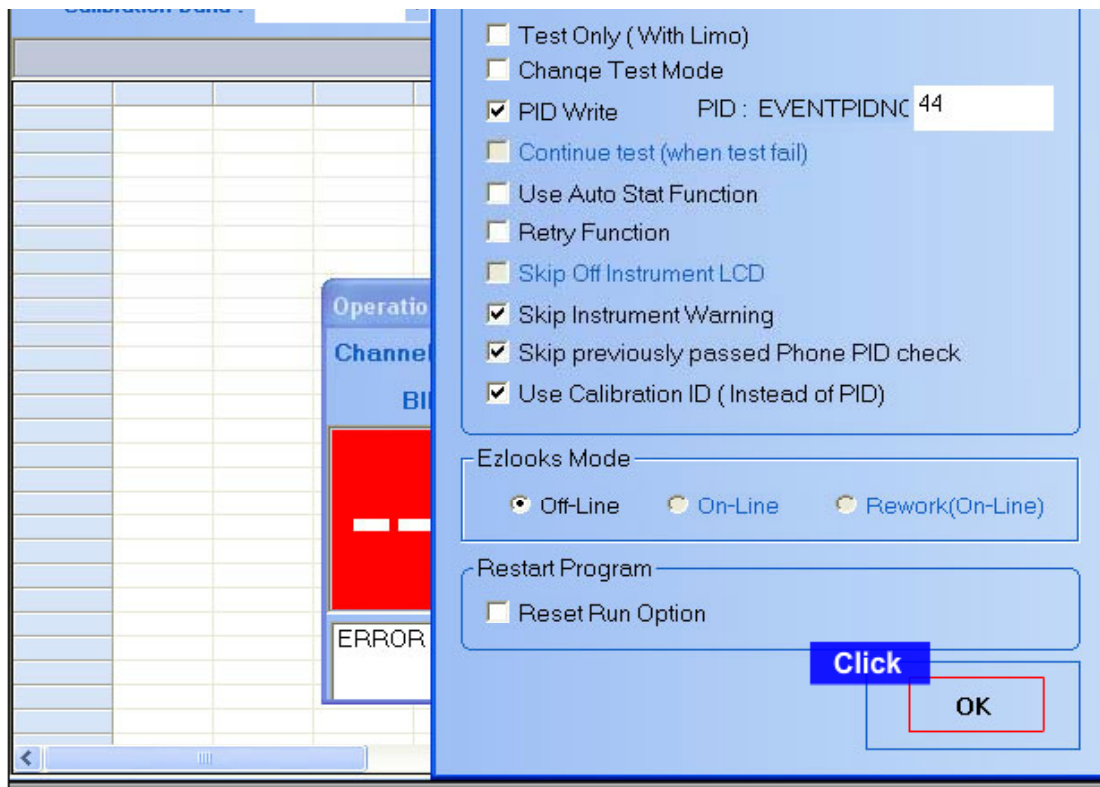 Calibration Band :
Test Only ( With Limo)
Change Test Mode
PID Write PID : EVENTPIDNO 44
Continue test (when test fail)
Use Auto Stat Function
Retry Function
Skip Off Instrument LCD
Skip Instrument Warning
Skip previously passed Phone PID check
Use Calibration ID ( Instead of PID)
Operatio
Channel
ERROR
Ezlooks Mode
Off-Line On-Line Rework(On-Line)
Restart Program
Reset Run Option
Click
OK